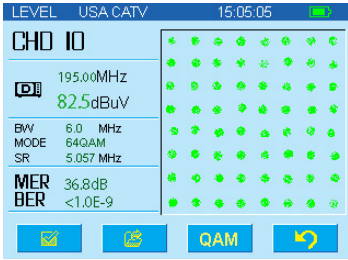 LEVEL USA CATV 15:05:05
CHD 10
195.00MHz
82.5dBuV
BW 6.0 MHz
MODE 64QAM
SR 5.057 MHz
MER 36.8dB
BER <1.0E-9
QAM